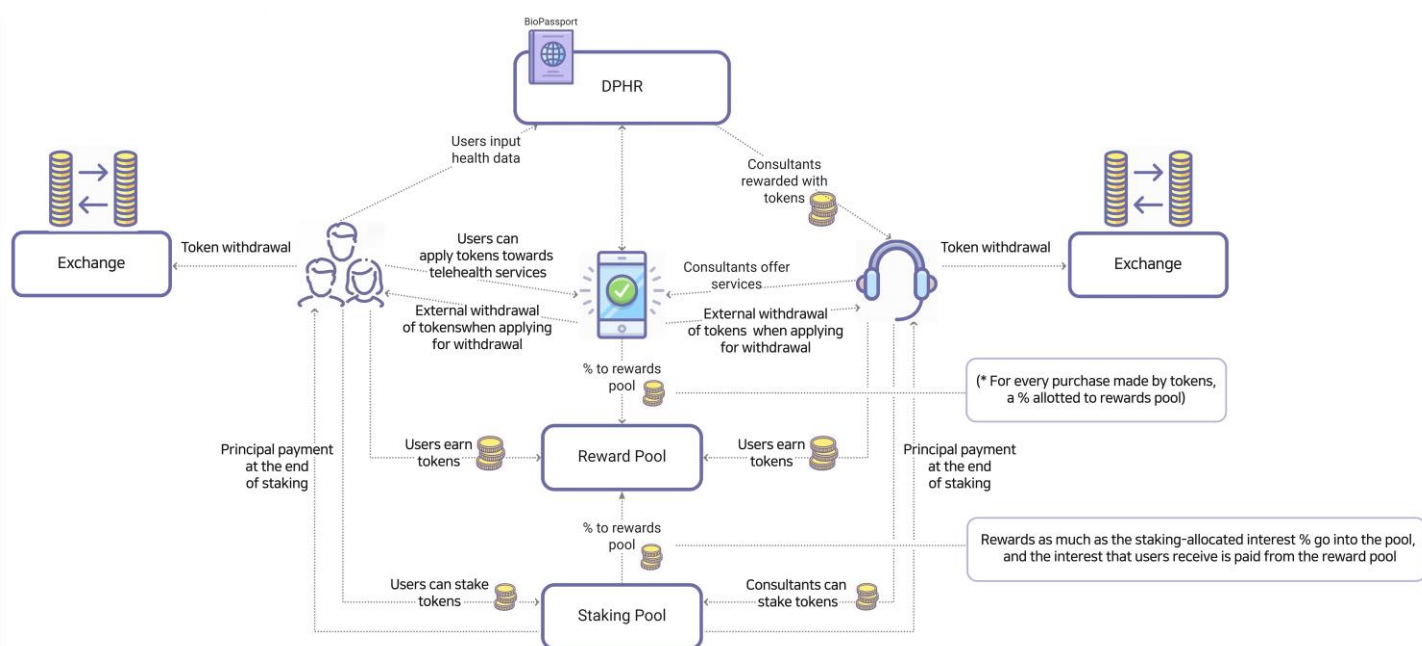 BioPassport
DPHR
Users input
health data
Consultants
rewarded with
tokens
Exchange
Token withdrawal
Users can
apply tokens towards
telehealth services
Consultants offer
services
Token withdrawal
Exchange
External withdrawal
of tokenswhen applying
for withdrawal
External withdrawal
of tokens when applying
for withdrawal
% to rewards
pool
(* For every purchase made by tokens,
a % allotted to rewards pool)
Principal payment
at the end
of staking
Users earn
tokens
Reward Pool
Users earn
tokens
Principal payment
at the end
of staking
% to rewards
pool
Rewards as much as the staking-allocated interest % go into the pool,
and the interest that users receive is paid from the reward pool
Users can stake
tokens
Staking Pool
Consultants can
stake tokens